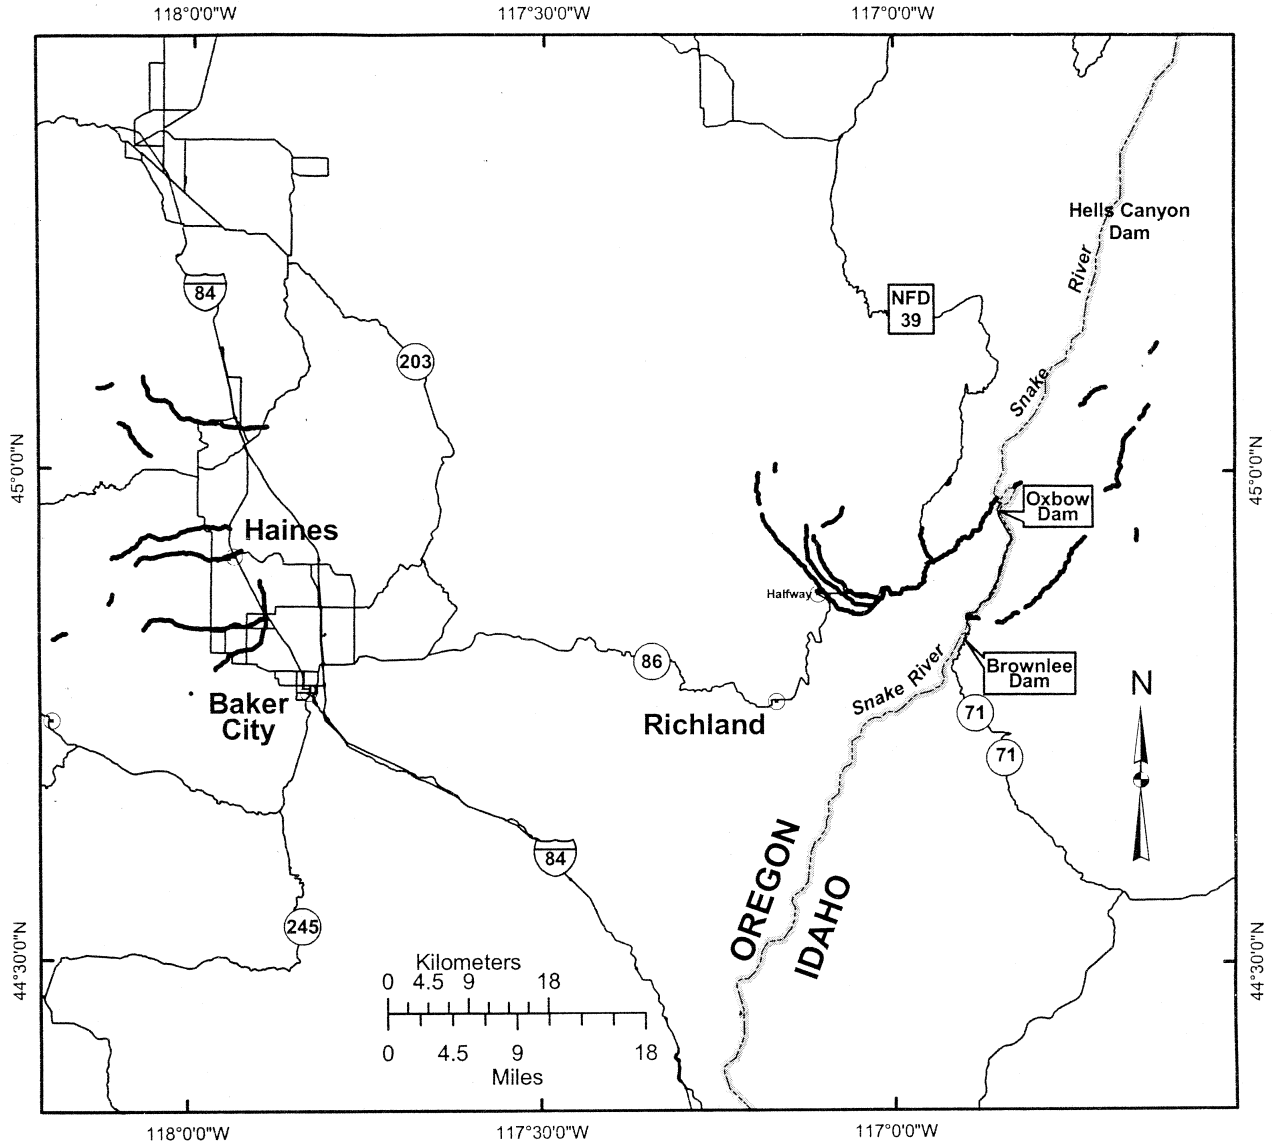 118°0'0"W
117°30'0"W
117°0'0"W
Hells Canyon
Dam
River
84
NFD
39
203
Snake
45°0'0"N
45°0'0"N
Oxbow
Dam
Haines
Halfway
86
Snake River
Brownlee
Dam
N
Baker
City
Richland
71
71
84
OREGON
IDAHO
245
44°30'0"N
44°30'0"N
Kilometers
0 4.5 9 18
0 4.5 9 18
Miles
118°0'0"W
117°30'0"W
117°0'0"W